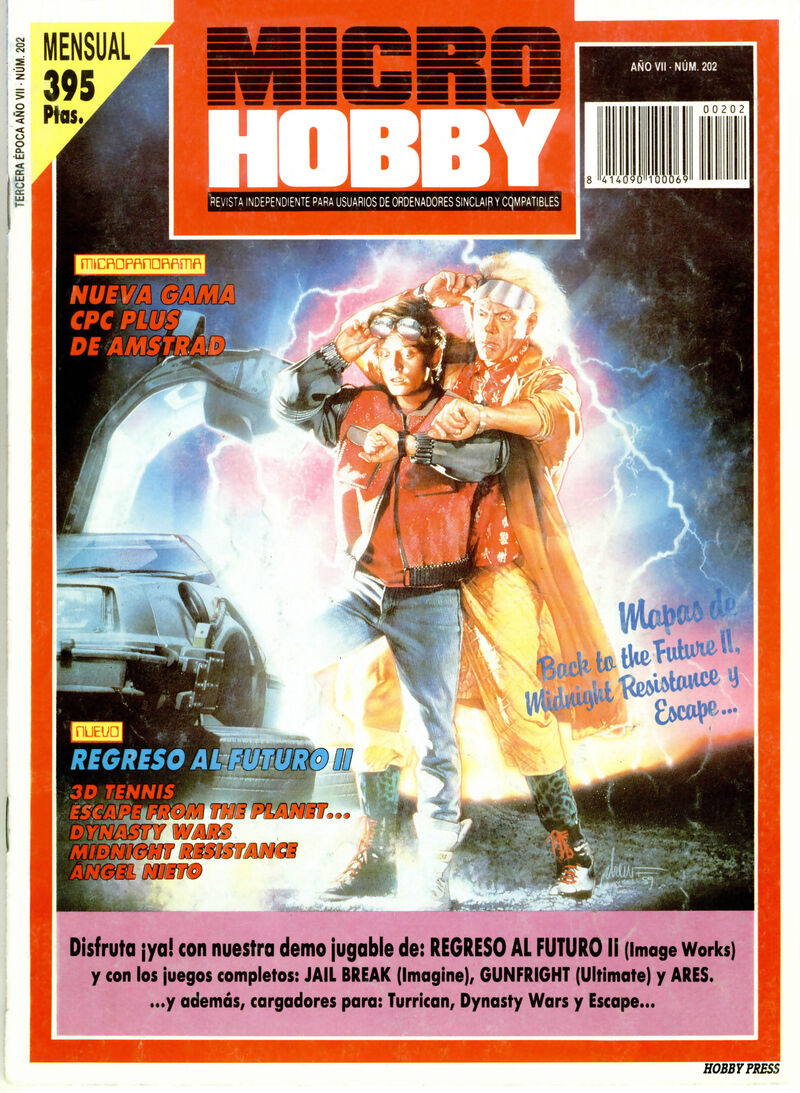 TERCERA ÉPOCA AÑO VII - NÚM. 202
MENSUAL
395
Ptas.
MICRO
HOBBY
REVISTA INDEPENDIENTE PARA USUARIOS DE ORDENADORES SINCLAIR Y COMPATIBLES
AÑO VII - NÚM. 202
00202
8 414090 100069
MICROPANORAMA
NUEVA GAMA
CPC PLUS
DE AMSTRAD
Mapas de
Back to the Future II,
Midnight Resistance y
Escape...
NUEVO
REGRESO AL FUTURO II
3D TENNIS
ESCAPE FROM THE PLANET...
DYNASTY WARS
MIDNIGHT RESISTANCE
ÁNGEL NIETO
Disfruta ¡ya! con nuestra demo jugable de: REGRESO AL FUTURO Ii (Image Works)
y con los juegos completos: JAIL BREAK (Imagine), GUNFRIGHT (Ultimate) y ARES.
...y además, cargadores para: Turrican, Dynasty Wars y Escape...
HOBBY PRESS